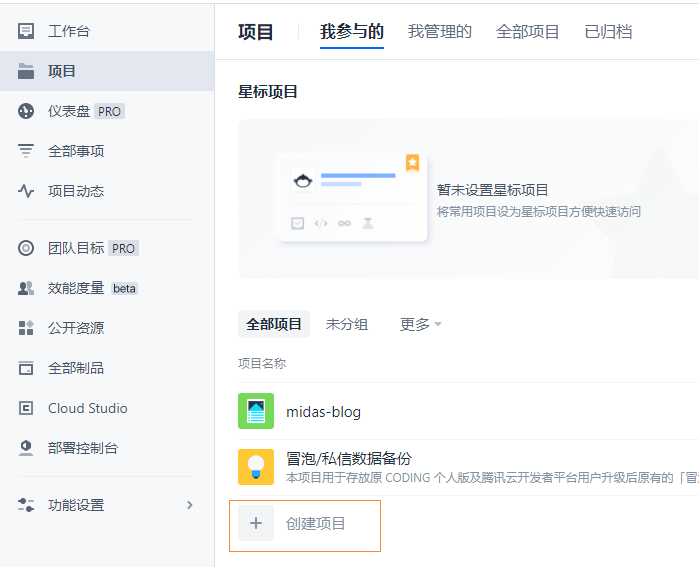 工作台
项目
仪表盘 PRO
全部事项
项目动态
团队目标 PRO
效能度量 beta
公开资源
全部制品
Cloud Studio
部署控制台
功能设置
项目 我参与的 我管理的 全部项目 已归档
星标项目
暂未设置星标项目
将常用项目设为星标项目方便快速访问
全部项目 未分组 更多
项目名称
midas-blog
冒泡/私信数据备份
本项目用于存放原 CODING 个人版及腾讯云开发者平台用户升级后原有的「冒
创建项目